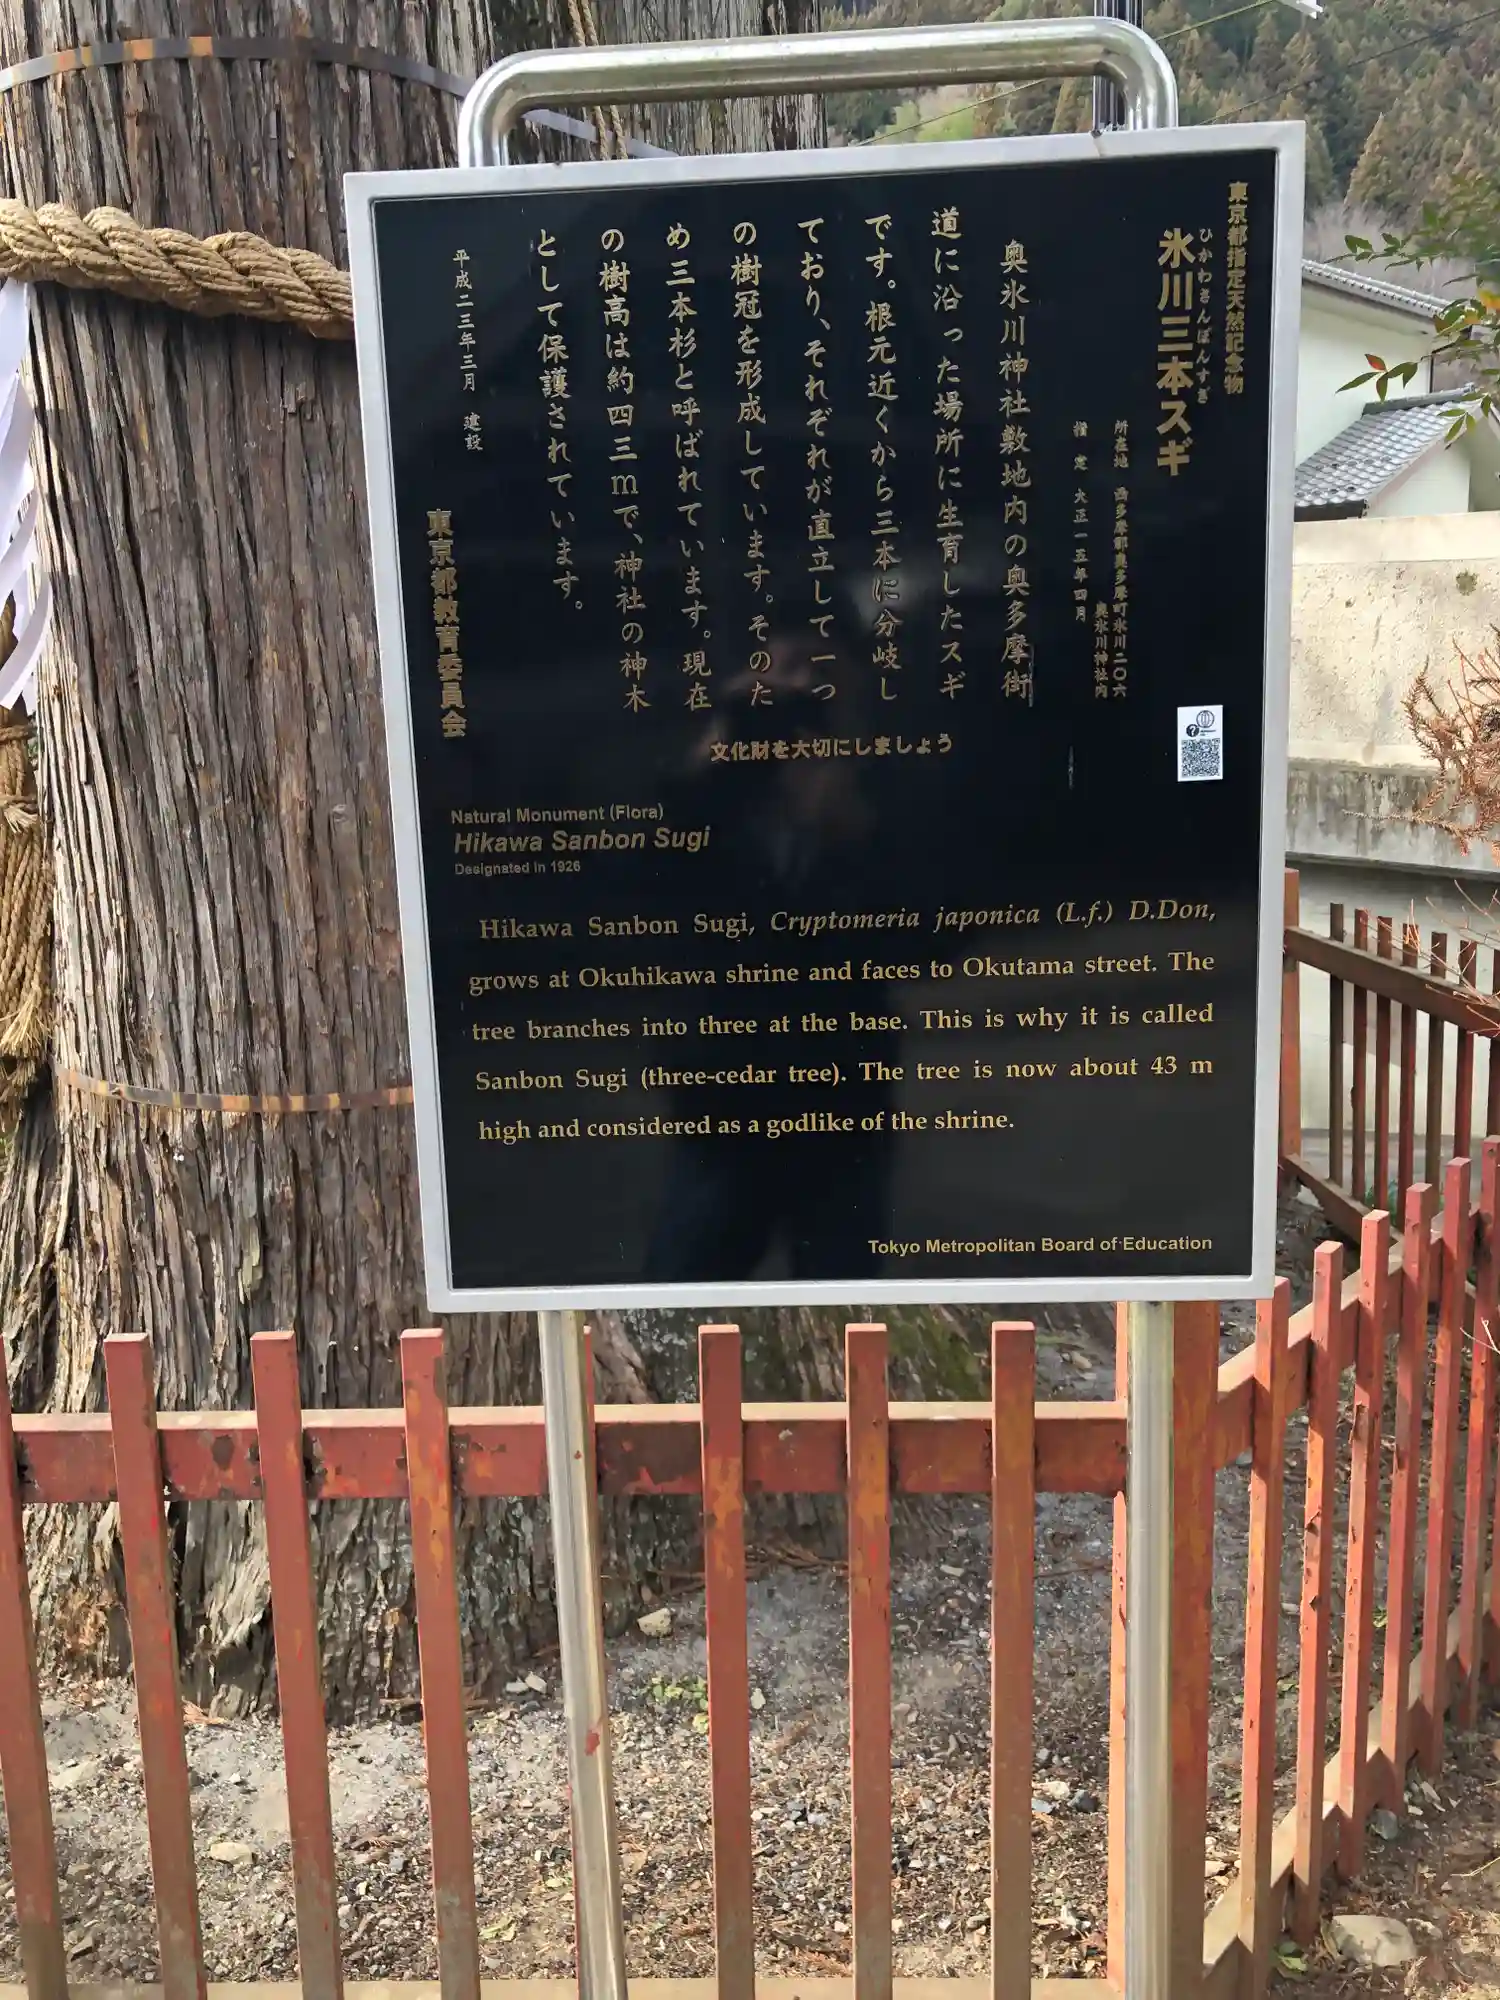 東京都指定天然記念物
ひかわさんぼんすぎ
氷川三本スギ
所在地 西多摩郡奥多摩町氷川二〇六
奥氷川神社内
指定 大正一五年四月
奥氷川神社敷地内の奥多摩街
道に沿った場所に生育したスギ
です。根元近くから三本に分岐し
ており、それぞれが直立して一つ
の樹冠を形成しています。そのた
め三本杉と呼ばれています。現在
の樹高は約四三mで、神社の神木
として保護されています。
平成二三年三月 建設
東京都教育委員会
文化財を大切にしましょう
Natural Monument (Flora)
Hikawa Sanbon Sugi
Designated in 1926
Hikawa Sanbon Sugi, Cryptomeria japonica (L.f.) D.Don,
grows at Okuhikawa shrine and faces to Okutama street. The
tree branches into three at the base. This is why it is called
Sanbon Sugi (three-cedar tree). The tree is now about 43 m
high and considered as a godlike of the shrine.
Tokyo Metropolitan Board of Education